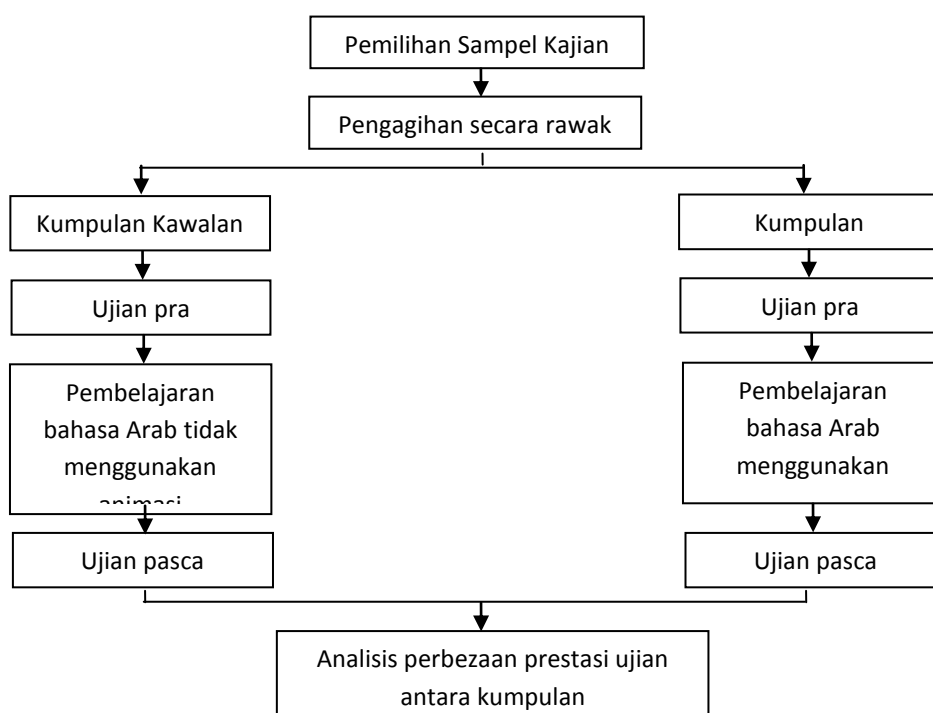 Pemilihan Sampel Kajian
Pengagihan secara rawak
Kumpulan Kawalan
Ujian pra
Pembelajaran
bahasa Arab tidak
menggunakan
animasi
Ujian pasca
Kumpulan
Ujian pra
Pembelajaran
bahasa Arab
menggunakan
Ujian pasca
Analisis perbezaan prestasi ujian
antara kumpulan